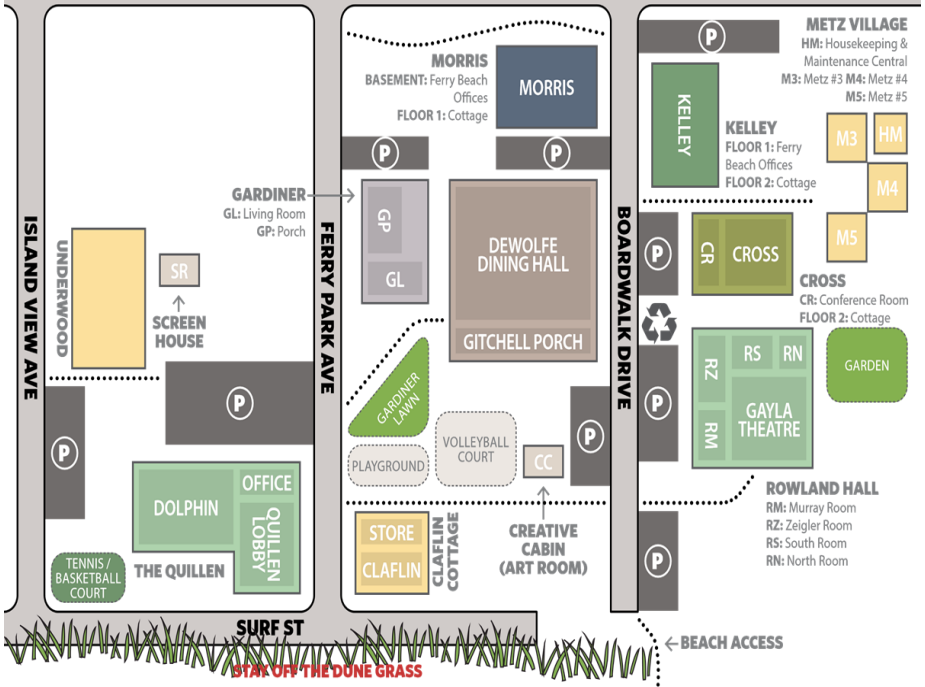 METZ VILLAGE
HM: Housekeeping &
Maintenance Central
M3: Metz #3 M4: Metz #4
M5: Metz #5
P
MORRIS
BASEMENT: Ferry Beach
Offices
FLOOR 1: Cottage
MORRIS
KELLEY
KELLEY
FLOOR 1: Ferry
Beach Offices
FLOOR 2: Cottage
M3
HM
M4
M5
P
P
GARDINER
GL: Living Room
GP: Porch
GP
GL
DEWOLFE
DINING HALL
GITCHELL PORCH
ISLAND VIEW AVE
UNDERWOOD
SR
SCREEN
HOUSE
FERRY PARK AVE
BOARDWALK DRIVE
P
CR
CROSS
CROSS
CR: Conference Room
FLOOR 2: Cottage
RZ
RS
RN
RM
GAYLA
THEATRE
GARDEN
P
P
P
GARDINER
LAWN
PLAYGROUND
VOLLEYBALL
COURT
CC
P
ROWLAND HALL
RM: Murray Room
RZ: Zeigler Room
RS: South Room
RN: North Room
DOLPHIN
OFFICE
QUILLEN
LOBBY
THE QUILLEN
TENNIS /
BASKETBALL
COURT
STORE
CLAFLIN
CLAFLIN
COTTAGE
CREATIVE
CABIN
(ART ROOM)
P
SURF ST
BEACH ACCESS
STAY OFF THE DUNE GRASS